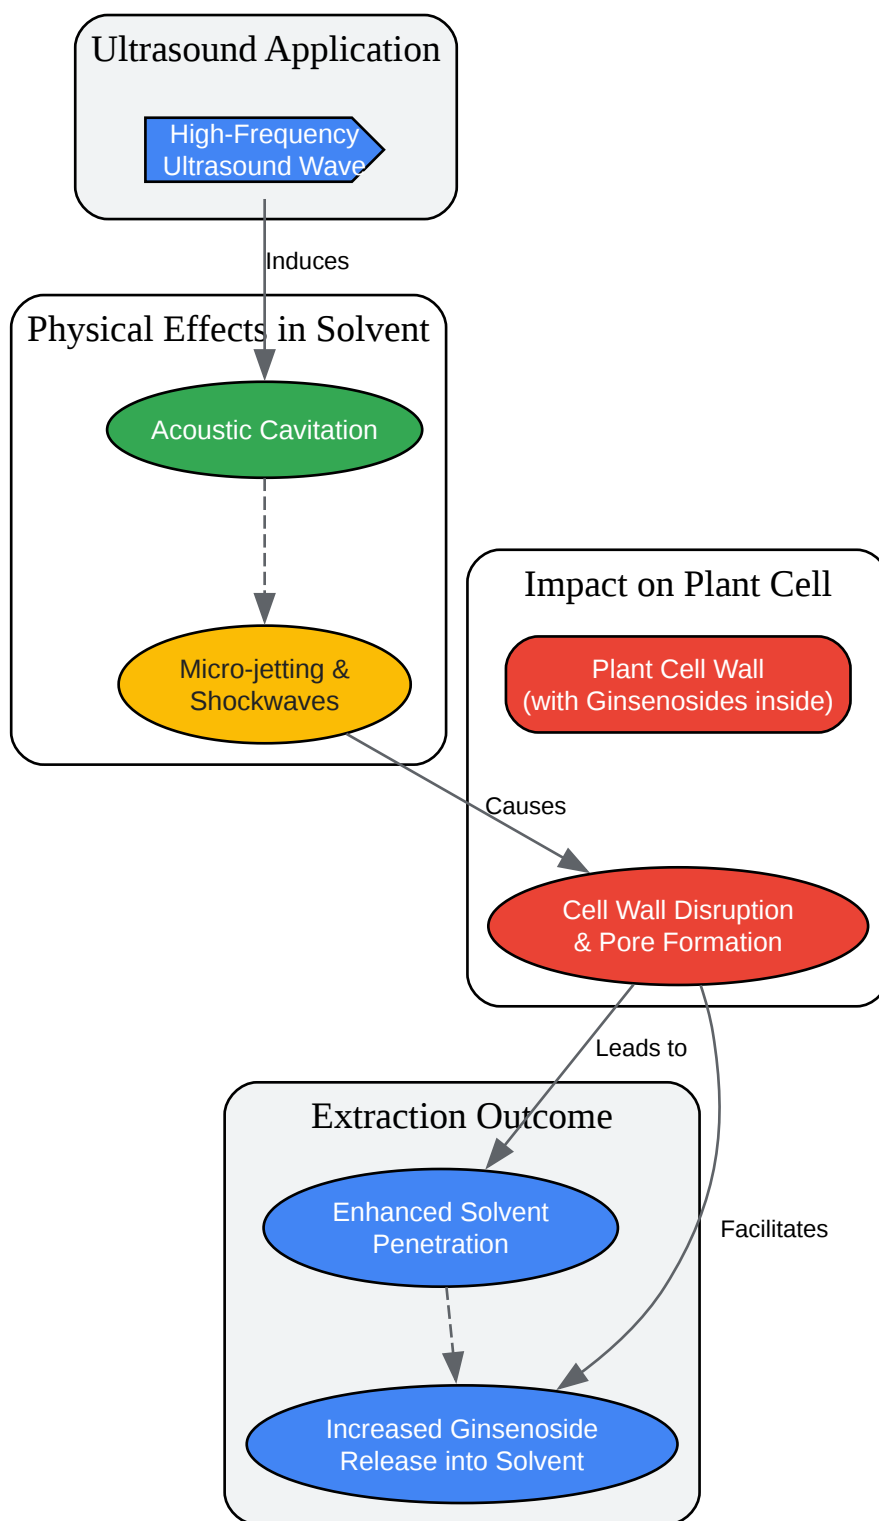 Ultrasound Application
High-Frequency
Ultrasound Wave
Induces
Physical Effects in Solvent
Acoustic Cavitation
Micro-jetting &
Shockwaves
Impact on Plant Cell
Plant Cell Wall
(with Ginsenosides inside)
Causes
Cell Wall Disruption
& Pore Formation
Leads to
Extraction Outcome
Enhanced Solvent
Penetration
Facilitates
Increased Ginsenoside
Release into Solvent